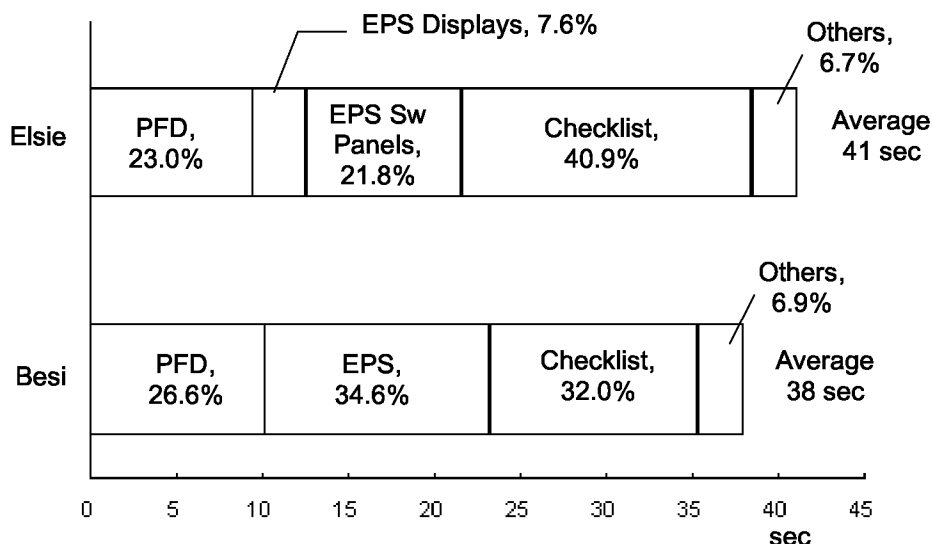 EPS Displays, 7.6%
Others,
6.7%
Elsie
PFD,
23.0%
EPS Sw
Panels,
21.8%
Checklist,
40.9%
Average
41 sec
Others,
6.9%
Besi
PFD,
26.6%
EPS,
34.6%
Checklist,
32.0%
Average
38 sec
0 5 10 15 20 25 30 35 40 45
sec